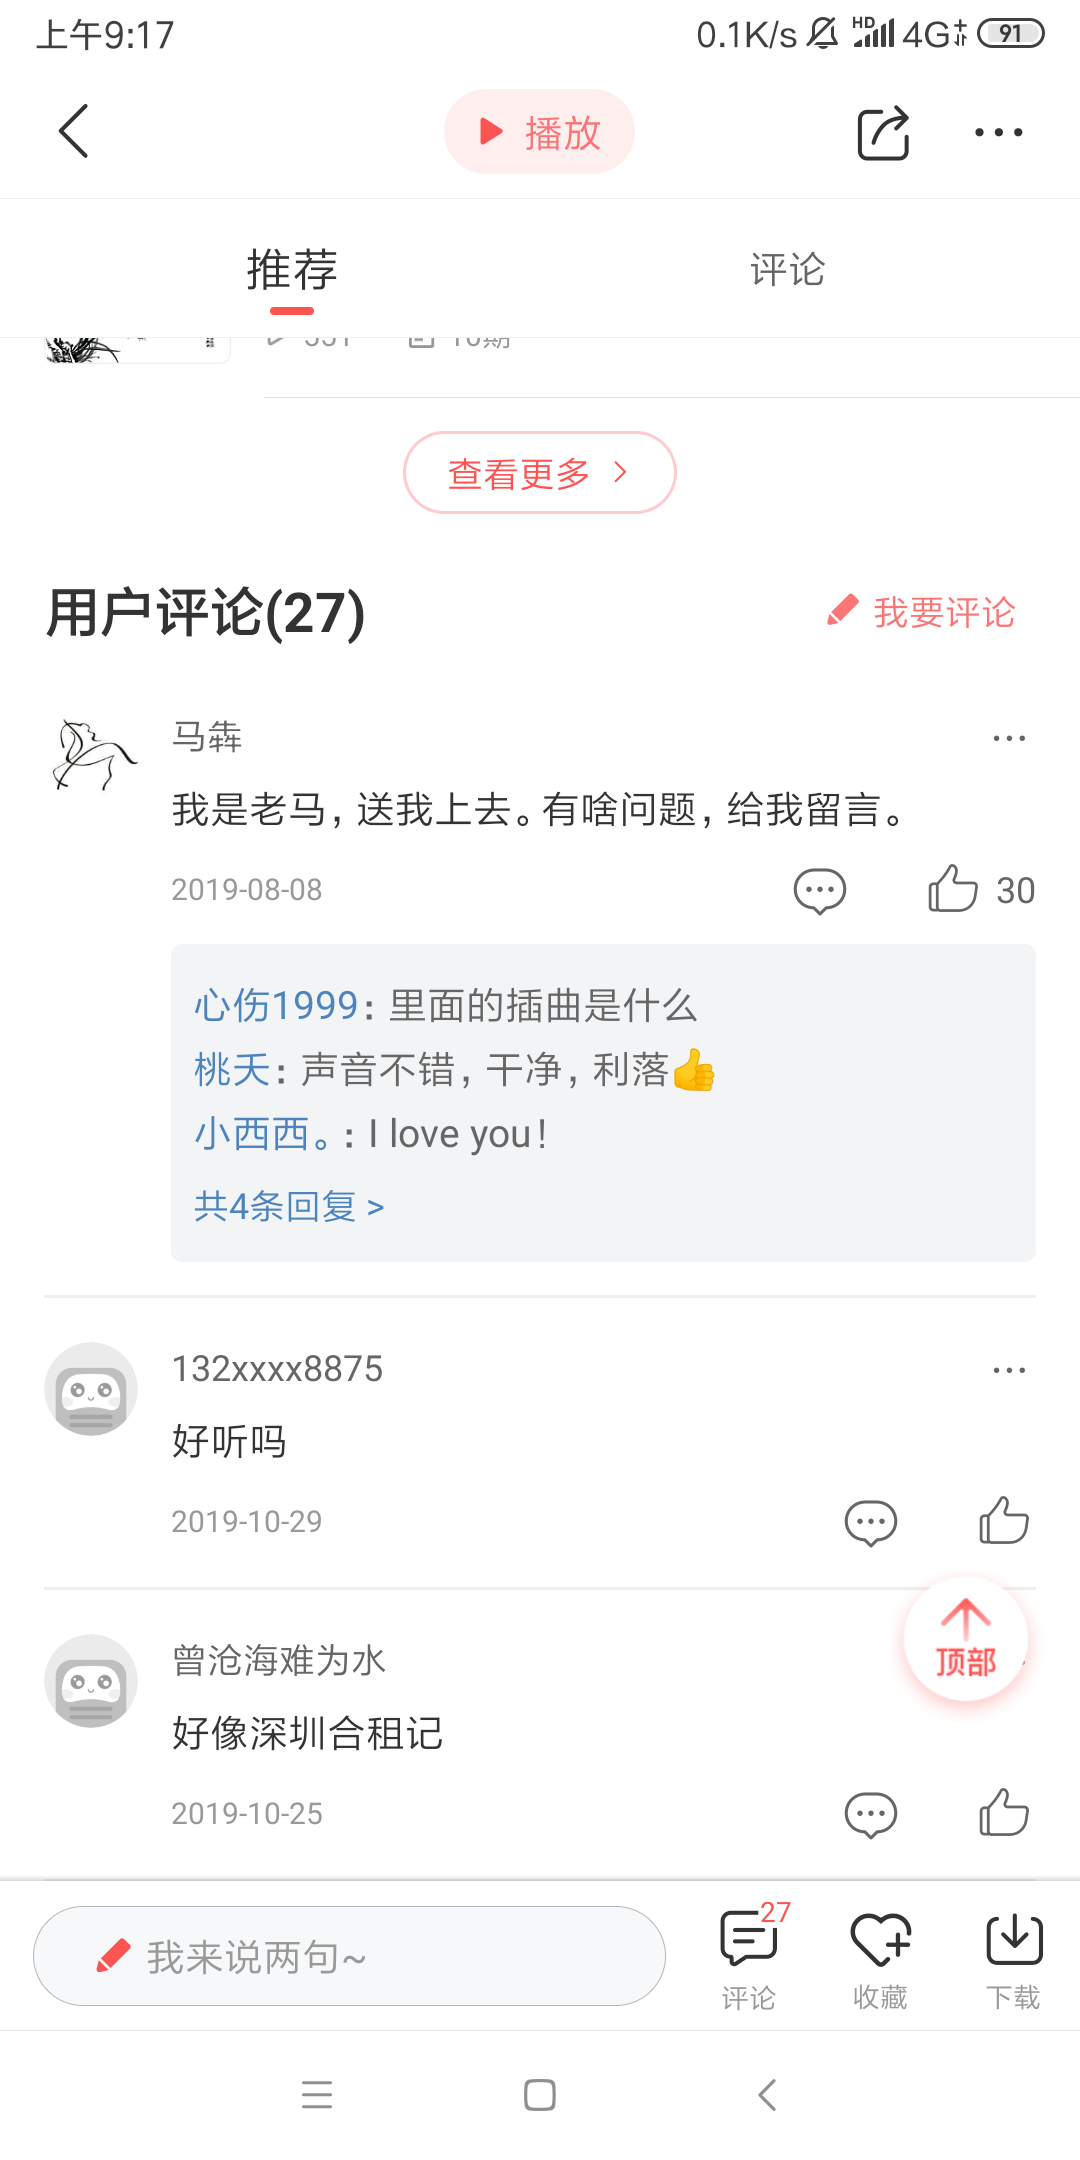 上午9:17
0.1K/s HD 4G 91
播放
推荐
评论
查看更多
用户评论(27)
我要评论
马犇
我是老马，送我上去。有啥问题，给我留言。
2019-08-08
30
心伤1999：里面的插曲是什么
桃夭：声音不错，干净，利落👍
小西西。：I love you！
共4条回复 >
132xxxx8875
好听吗
2019-10-29
曾沧海难为水
顶部
好像深圳合租记
2019-10-25
我来说两句~
27
评论
收藏
下载